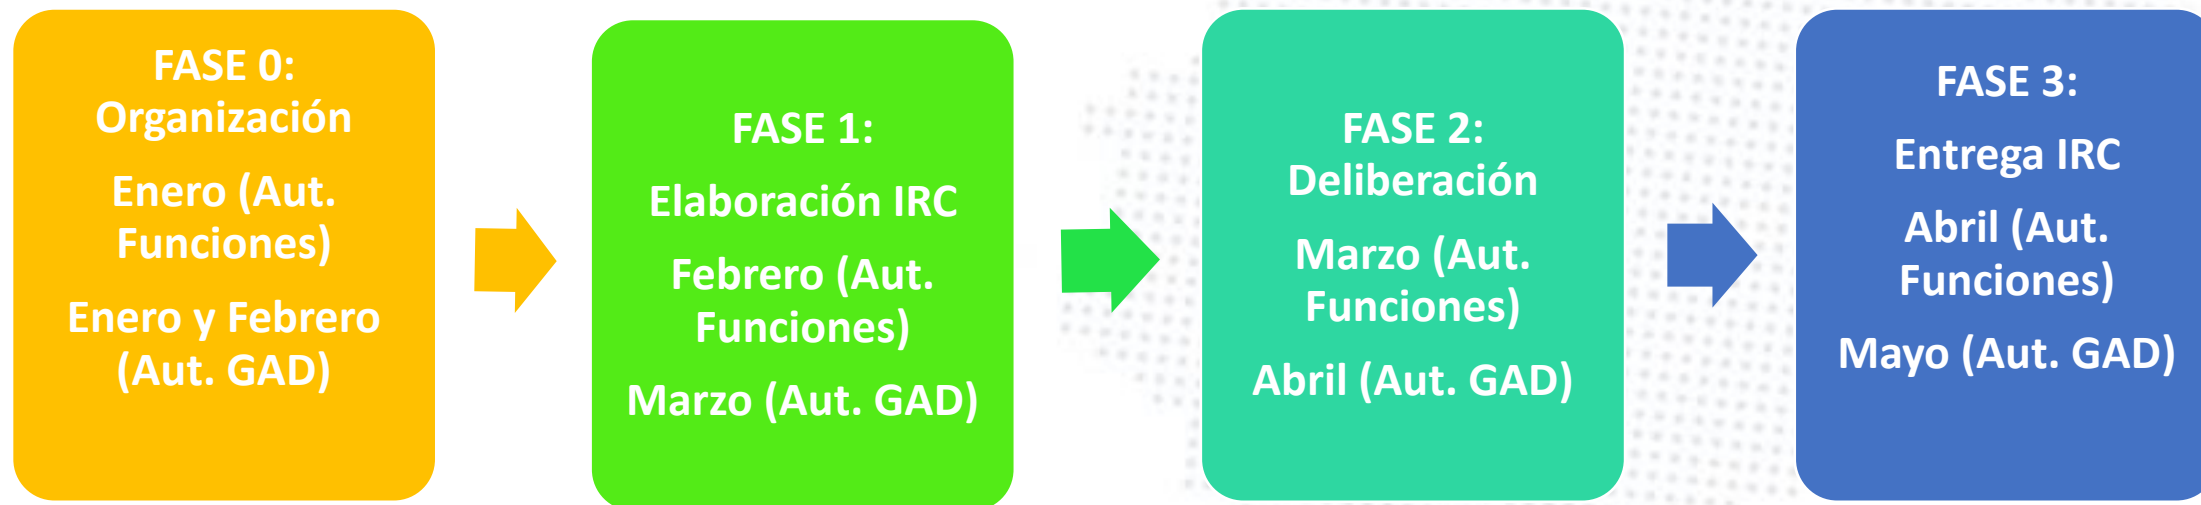 FASE 0:
Organización
Enero (Aut.
Funciones)
Enero y Febrero
(Aut. GAD)
FASE 1:
Elaboración IRC
Febrero (Aut.
Funciones)
Marzo (Aut. GAD)
FASE 2:
Deliberación
Marzo (Aut.
Funciones)
Abril (Aut. GAD)
FASE 3:
Entrega IRC
Abril (Aut.
Funciones)
Mayo (Aut. GAD)